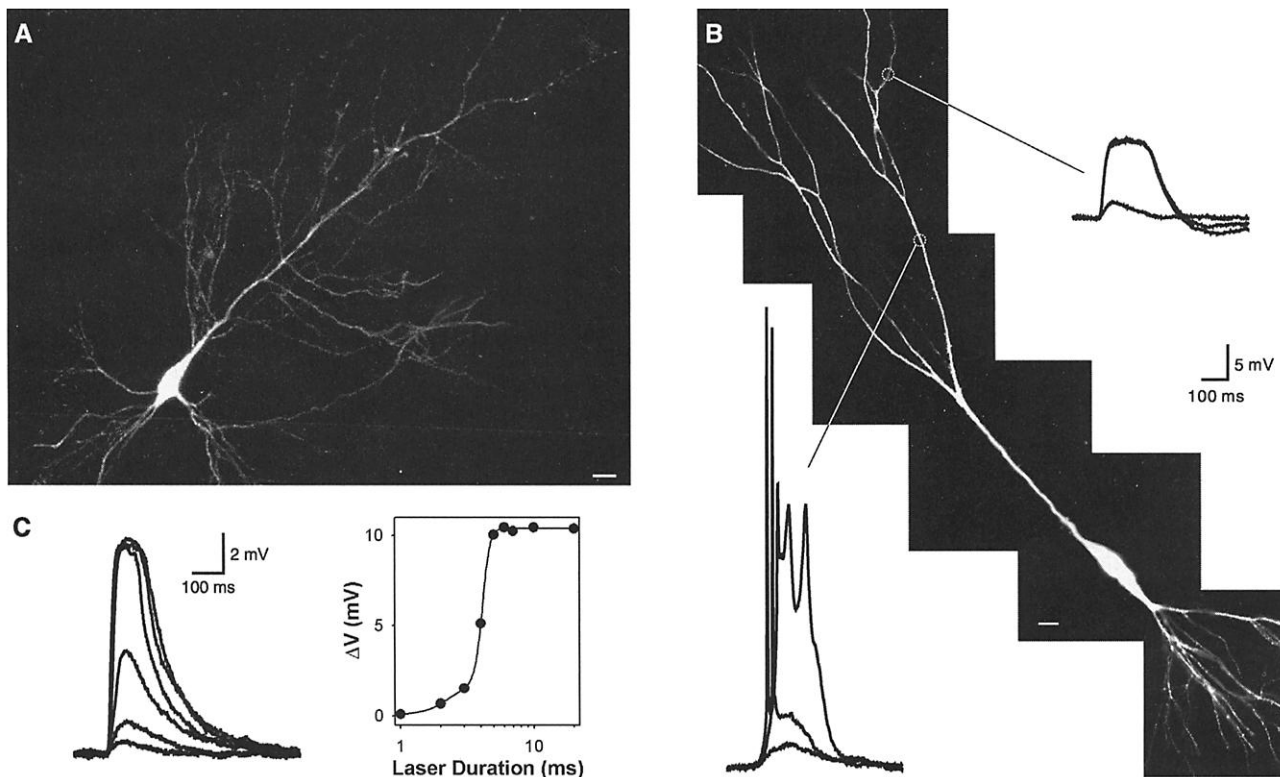 A
B
5 mV
100 ms
C
2 mV
100 ms
ΔV (mV)
10
5
0
1
10
Laser Duration (ms)